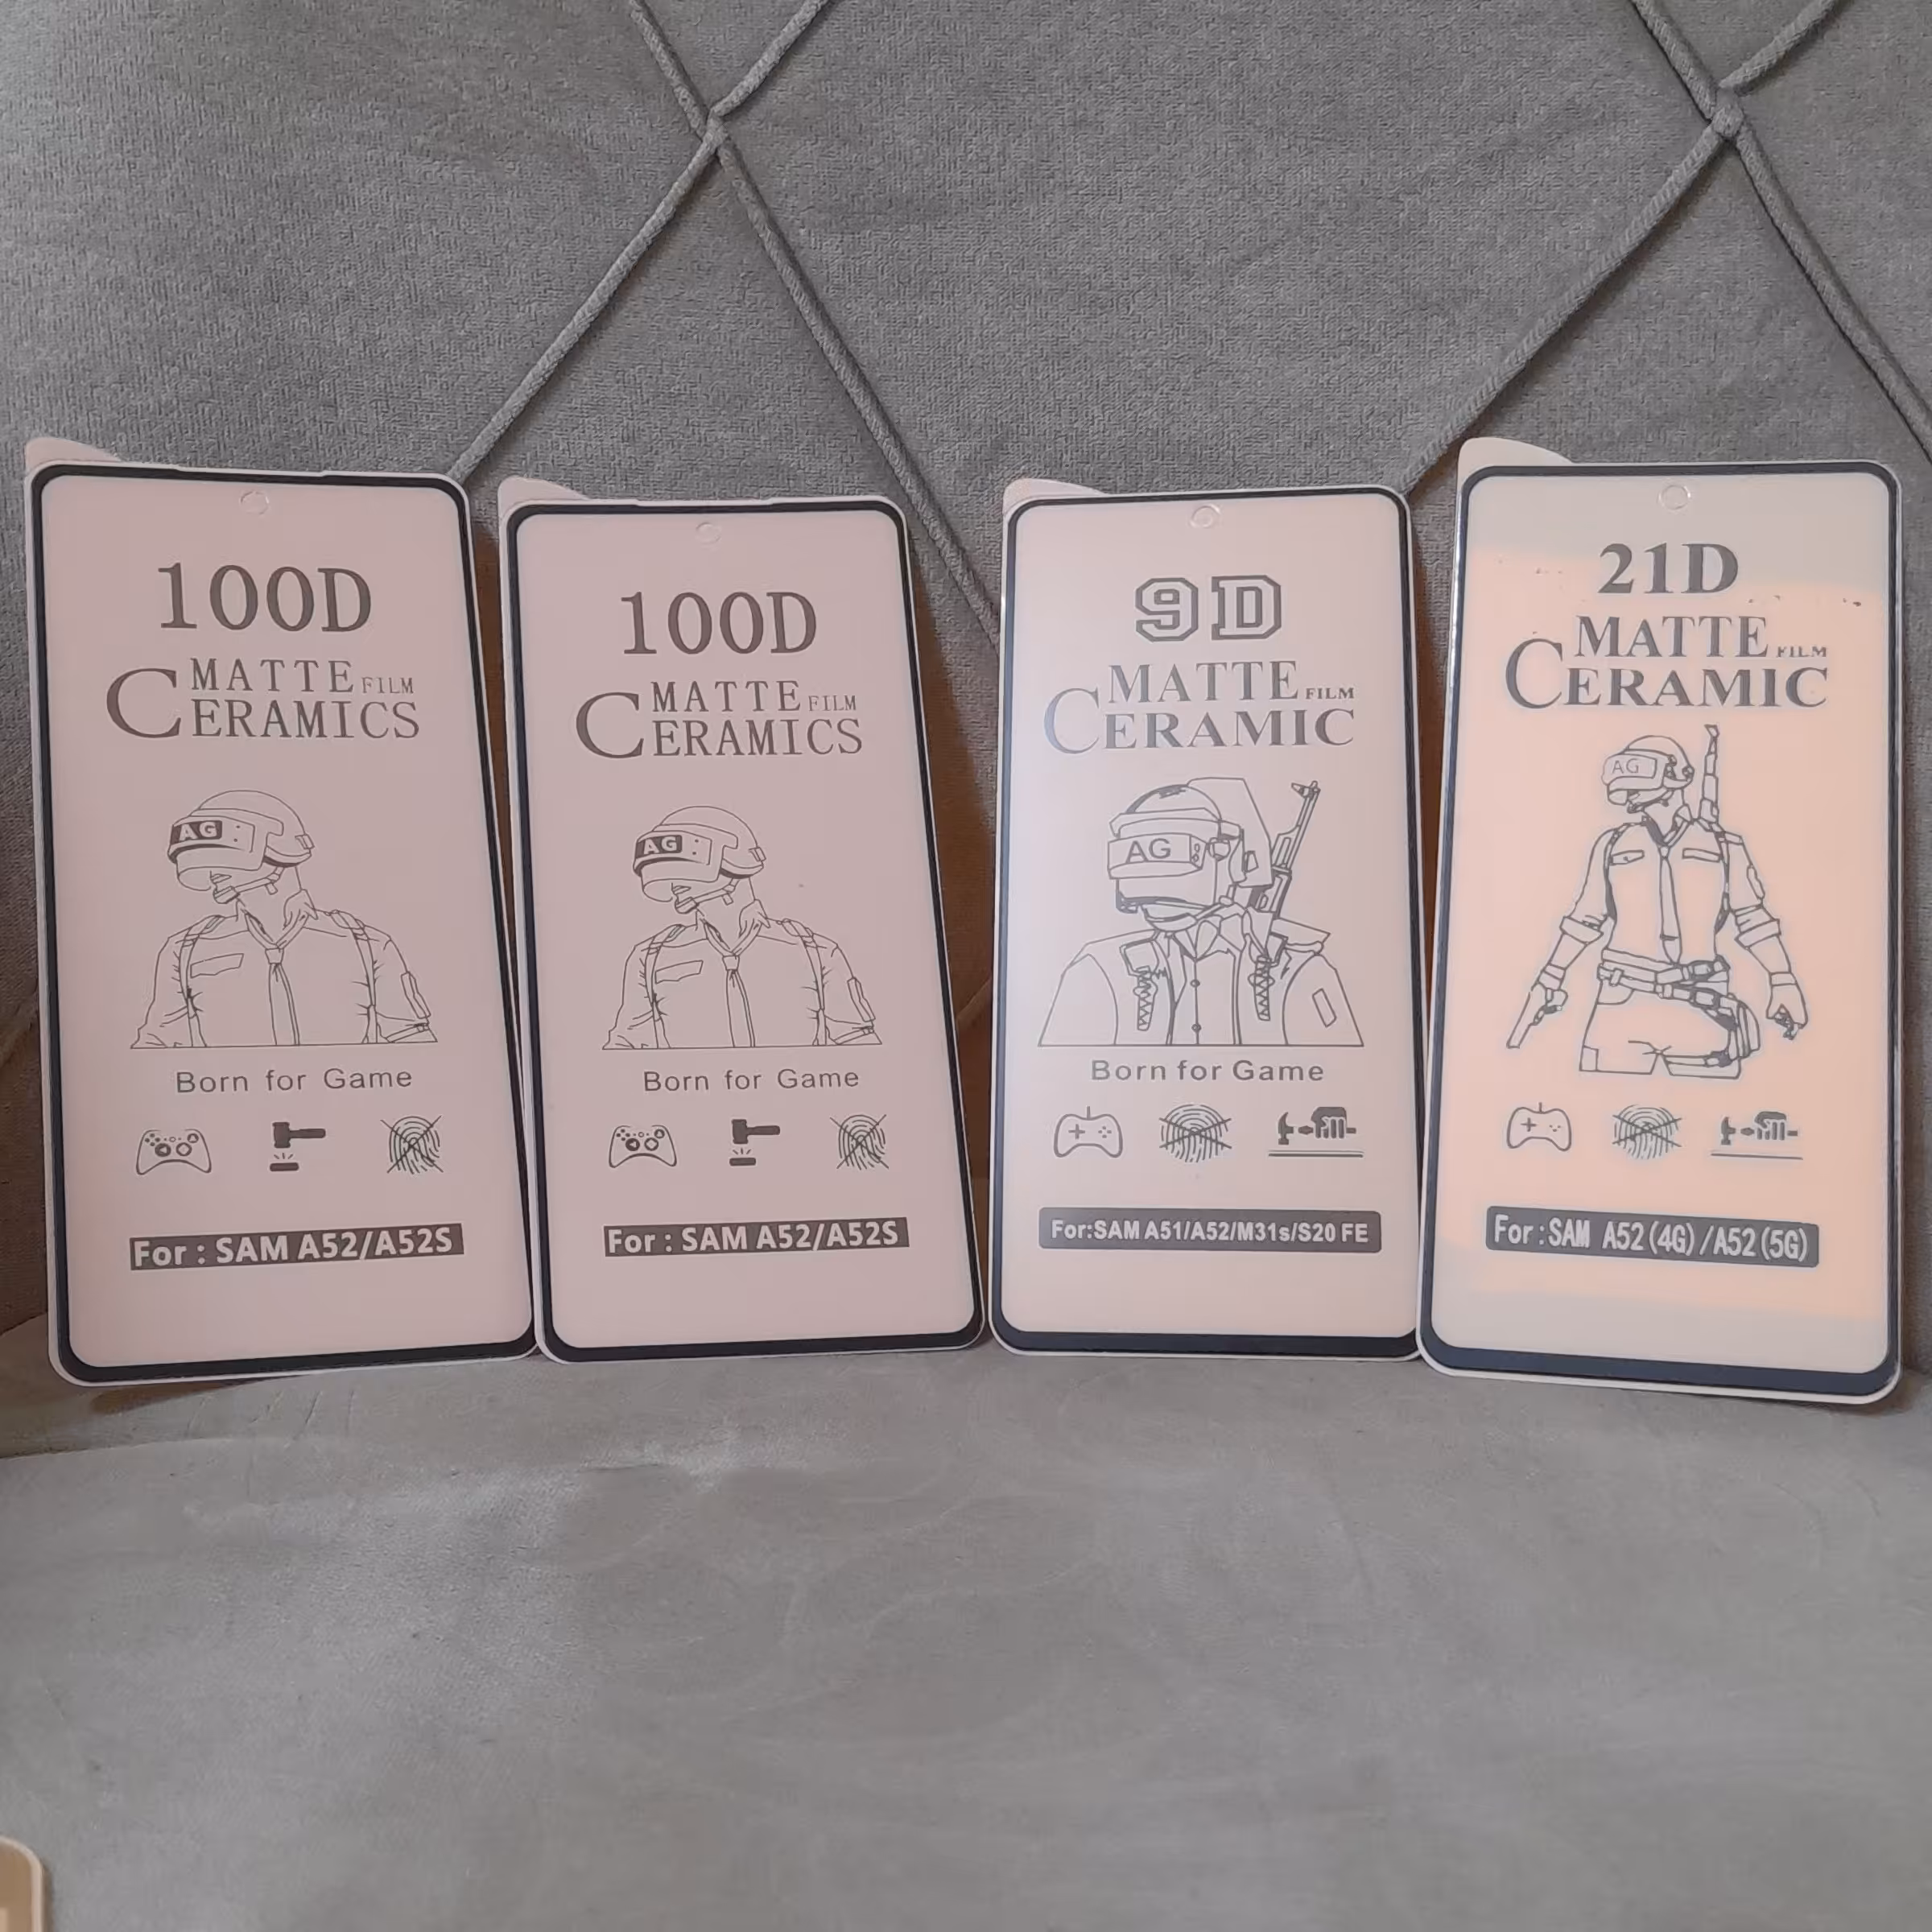 100D
MATTE FILM
CERAMICS
AG
Born for Game
For : SAM A52/A52S
100D
MATTE FILM
CERAMICS
AG
Born for Game
For : SAM A52/A52S
9D
MATTE FILM
CERAMIC
AG
Born for Game
For:SAM A51/A52/M31s/S20 FE
21D
MATTE FILM
CERAMIC
AG
For:SAM A52(4G)/A52(5G)